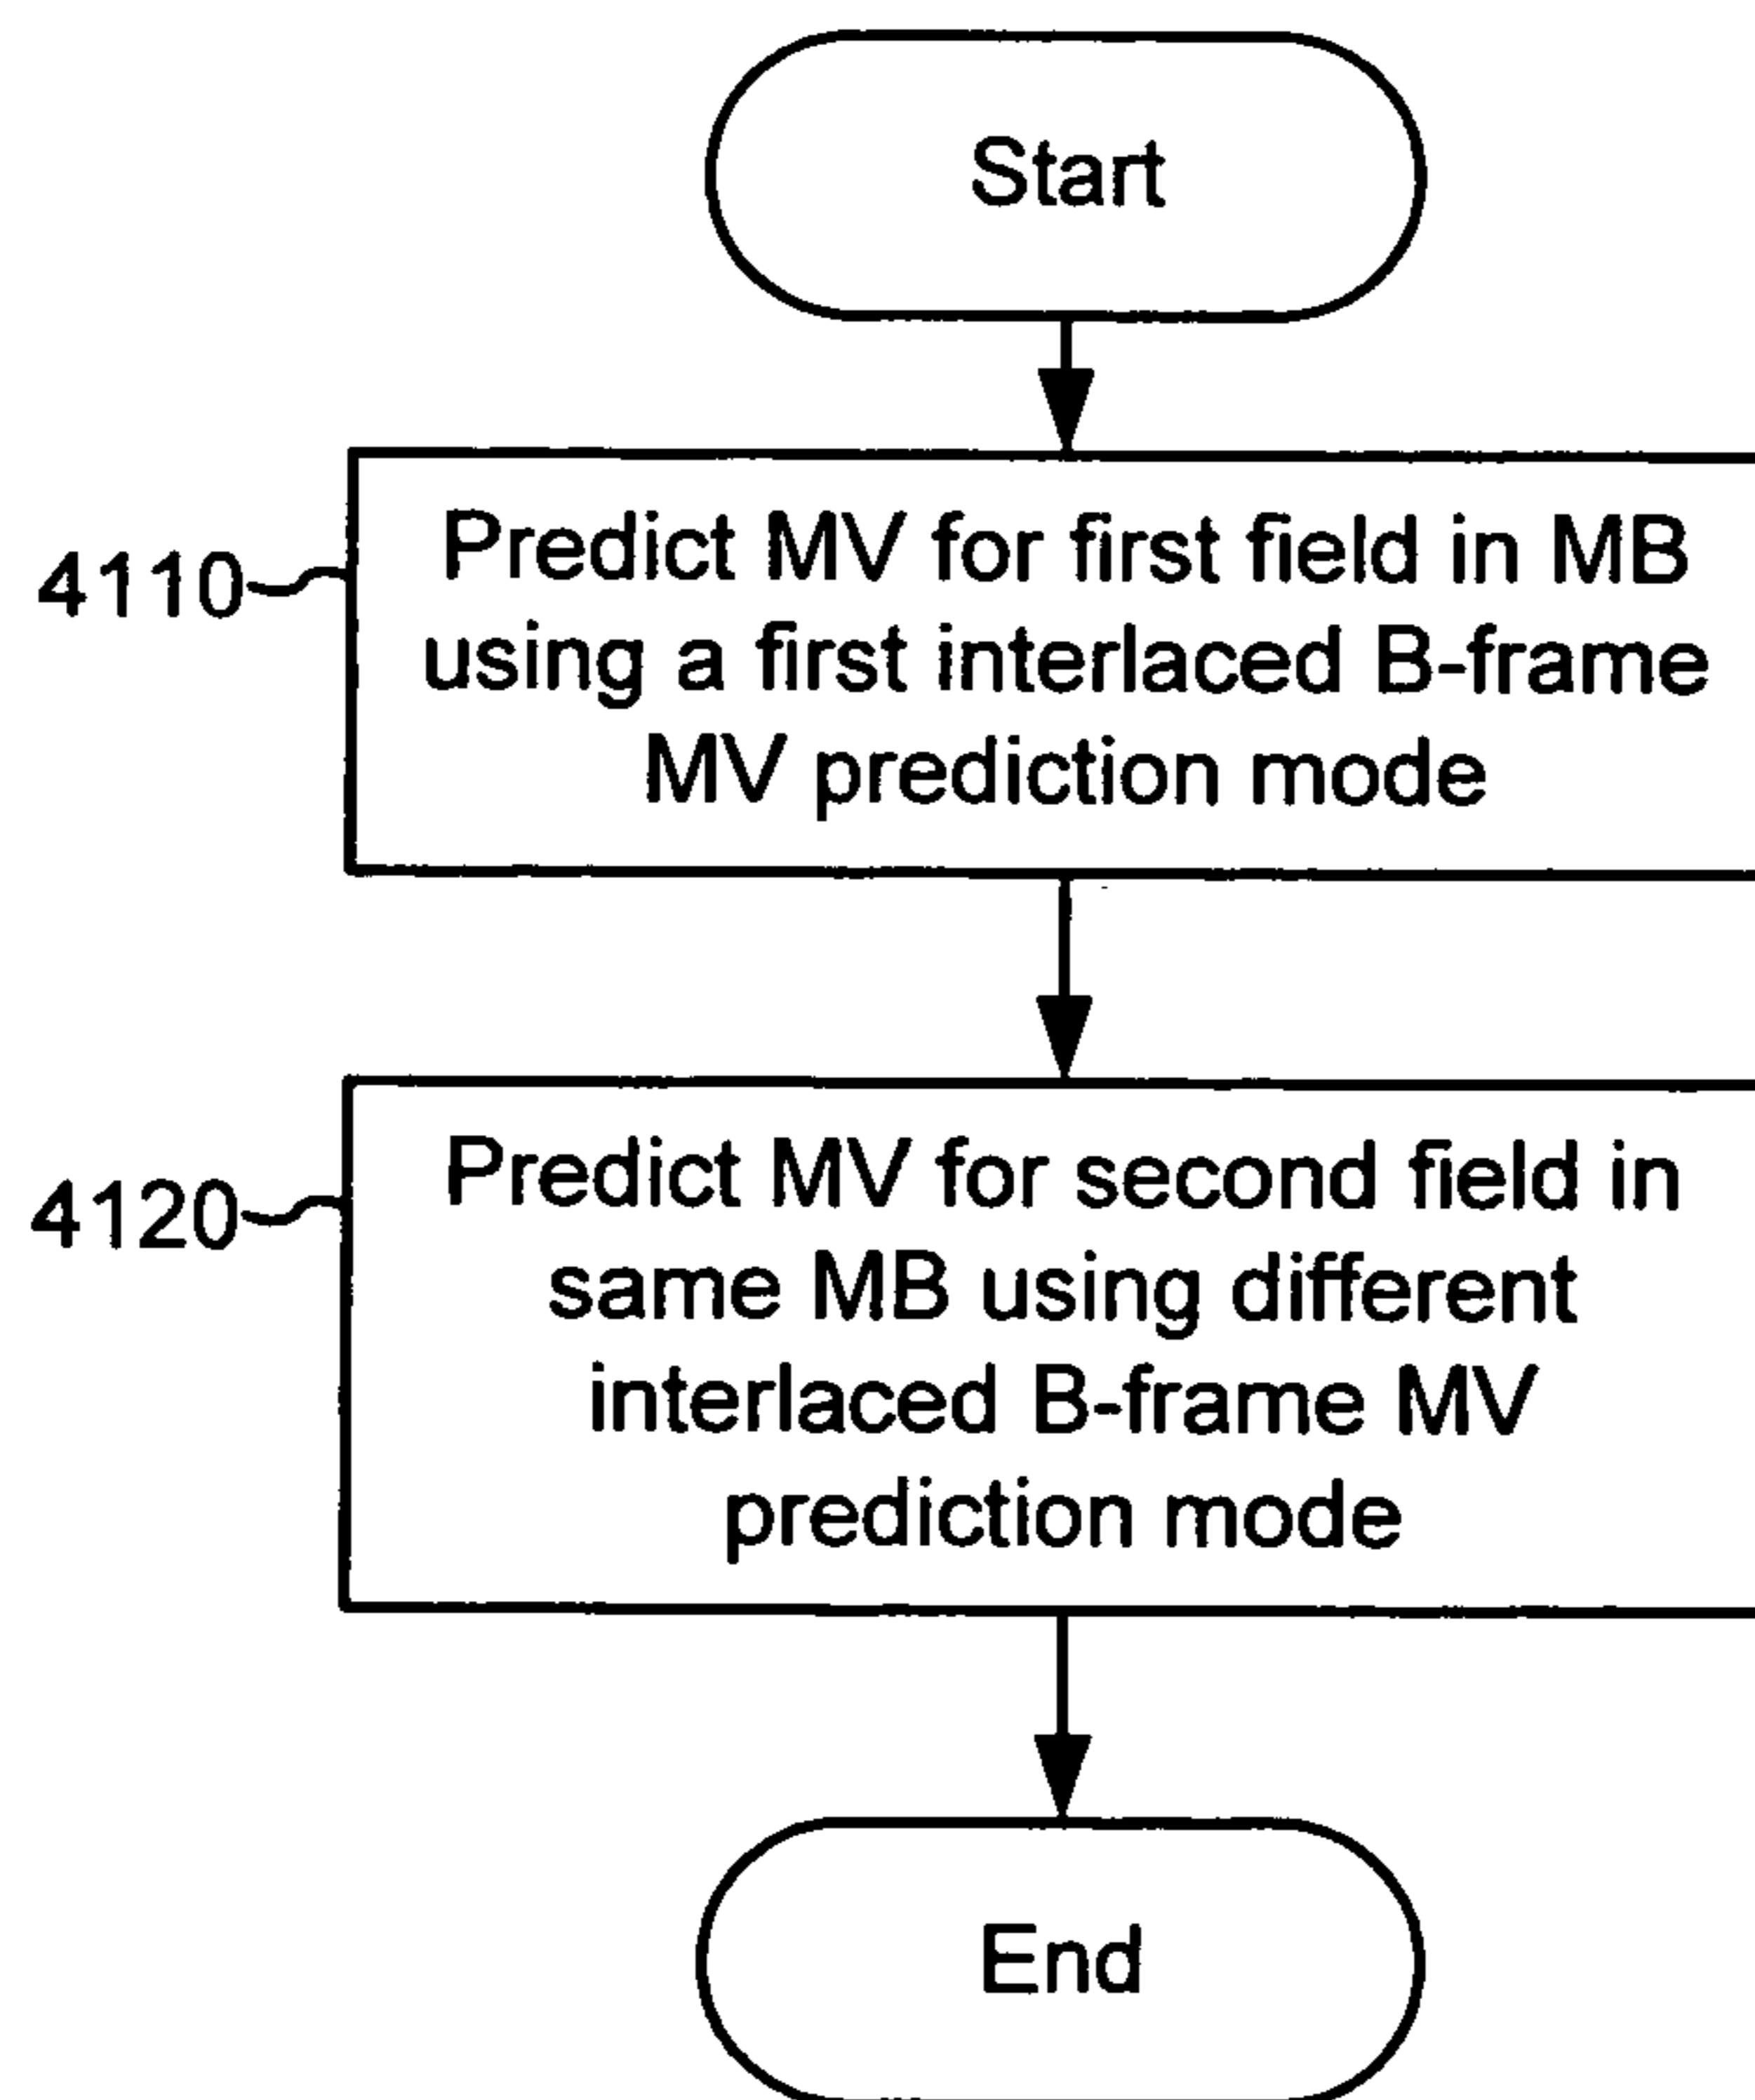 Start
4110
Predict MV for first field in MB
using a first interlaced B-frame
MV prediction mode
4120
Predict MV for second field in
same MB using different
interlaced B-frame MV
prediction mode
End